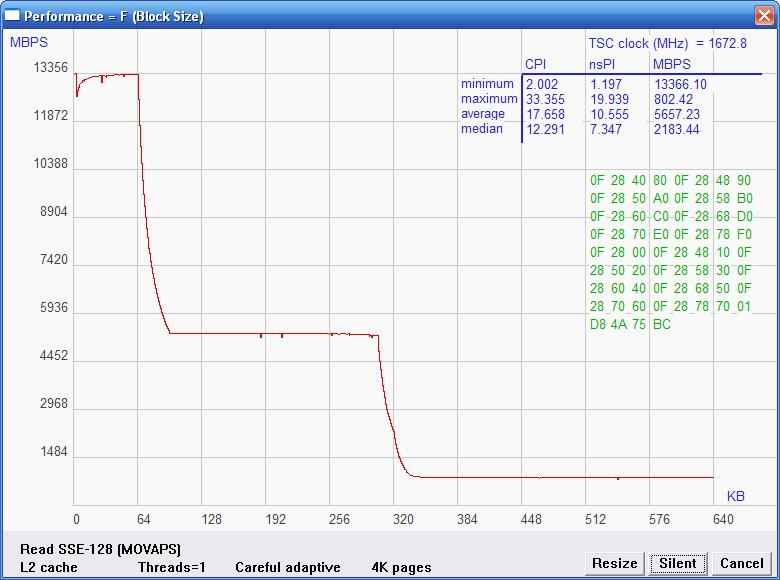 Performance = F (Block Size)
MBPS
TSC clock (MHz) = 1672.8
CPI nsPI MBPS
minimum 2.002 1.197 13366.10
maximum 33.355 19.939 802.42
average 17.658 10.555 5657.23
median 12.291 7.347 2183.44
13356
11872
10388
8904
7420
5936
4452
2968
1484
0F 28 40 80 0F 28 48 90
0F 28 50 A0 0F 28 58 B0
0F 28 60 C0 0F 28 68 D0
0F 28 70 E0 0F 28 78 F0
0F 28 00 0F 28 48 10 0F
28 50 20 0F 28 58 30 0F
28 60 40 0F 28 68 50 0F
28 70 60 0F 28 78 70 01
D8 4A 75 BC
KB
0 64 128 192 256 320 384 448 512 576 640
Read SSE-128 (MOVAPS)
L2 cache Threads=1 Careful adaptive 4K pages
Resize Silent Cancel